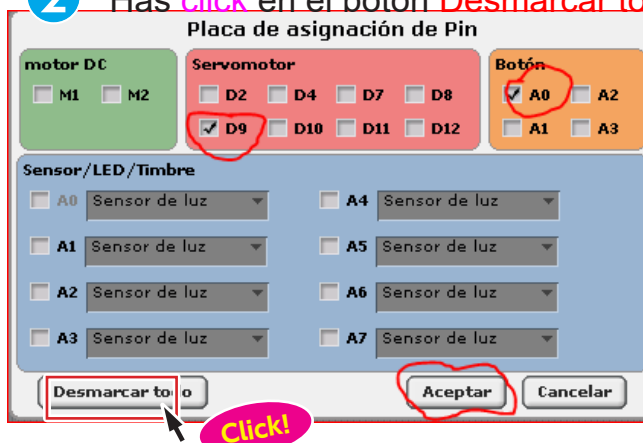 2 Has click en el botón Desmarcar to
Placa de asignación de Pin
motor DC
M1 M2
Servomotor
D2 D4 D7 D8
D9 D10 D11 D12
Botón
A0 A2
A1 A3
Sensor/LED/Timbre
A0 Sensor de luz A4 Sensor de luz
A1 Sensor de luz A5 Sensor de luz
A2 Sensor de luz A6 Sensor de luz
A3 Sensor de luz A7 Sensor de luz
Desmarcar todo Aceptar Cancelar
Click!